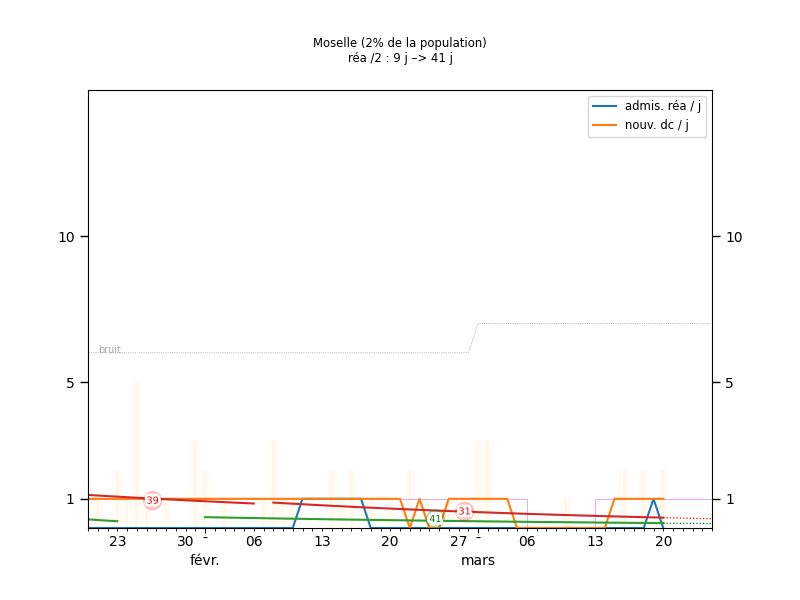 Moselle (2% de la population)
réa /2 : 9 j –> 41 j
admis. réa / j
nouv. dc / j
10
10
bruit
5
5
1
39
31
41
1
23
30
-
06
13
20
27
-
06
13
20
févr.
mars